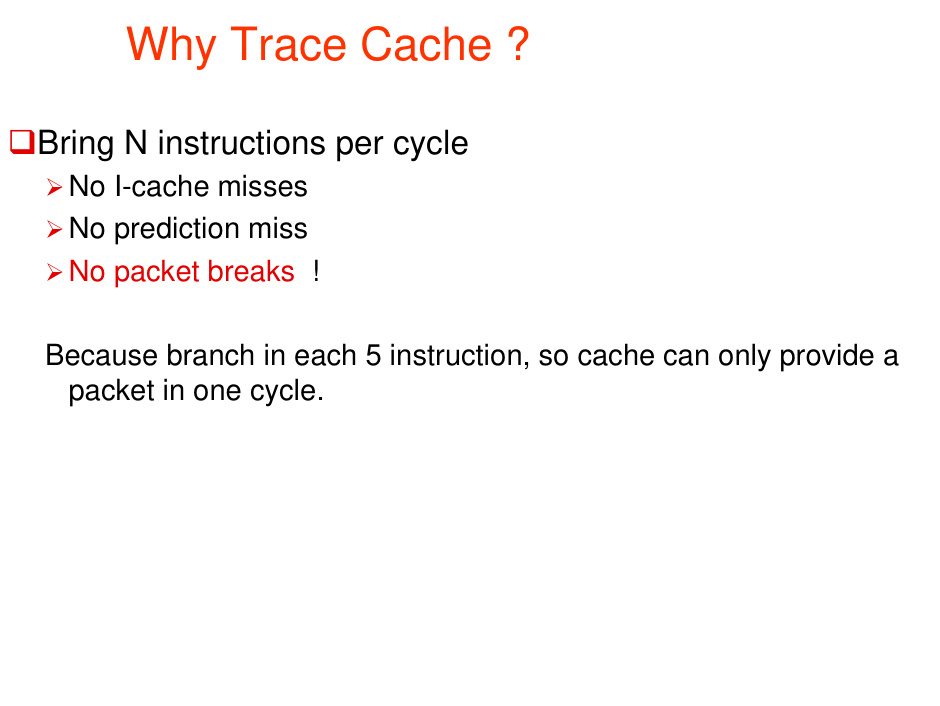 Why Trace Cache ?
Bring N instructions per cycle
No I-cache misses
No prediction miss
No packet breaks !
Because branch in each 5 instruction, so cache can only provide a
packet in one cycle.